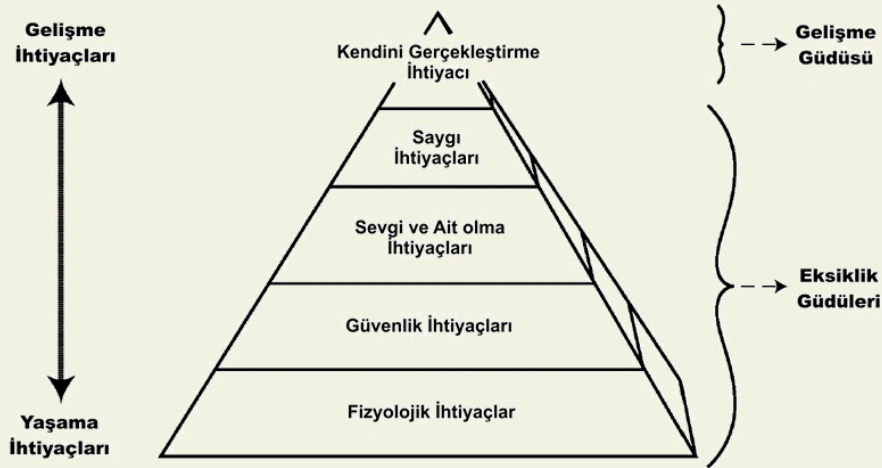 Gelişme
İhtiyaçları
Kendini Gerçekleştirme
İhtiyacı
Gelişme
Güdüsü
Saygı
İhtiyaçları
Sevgi ve Ait olma
İhtiyaçları
Eksiklik
Güdüleri
Güvenlik İhtiyaçları
Fizyolojik İhtiyaçlar
Yaşama
İhtiyaçları